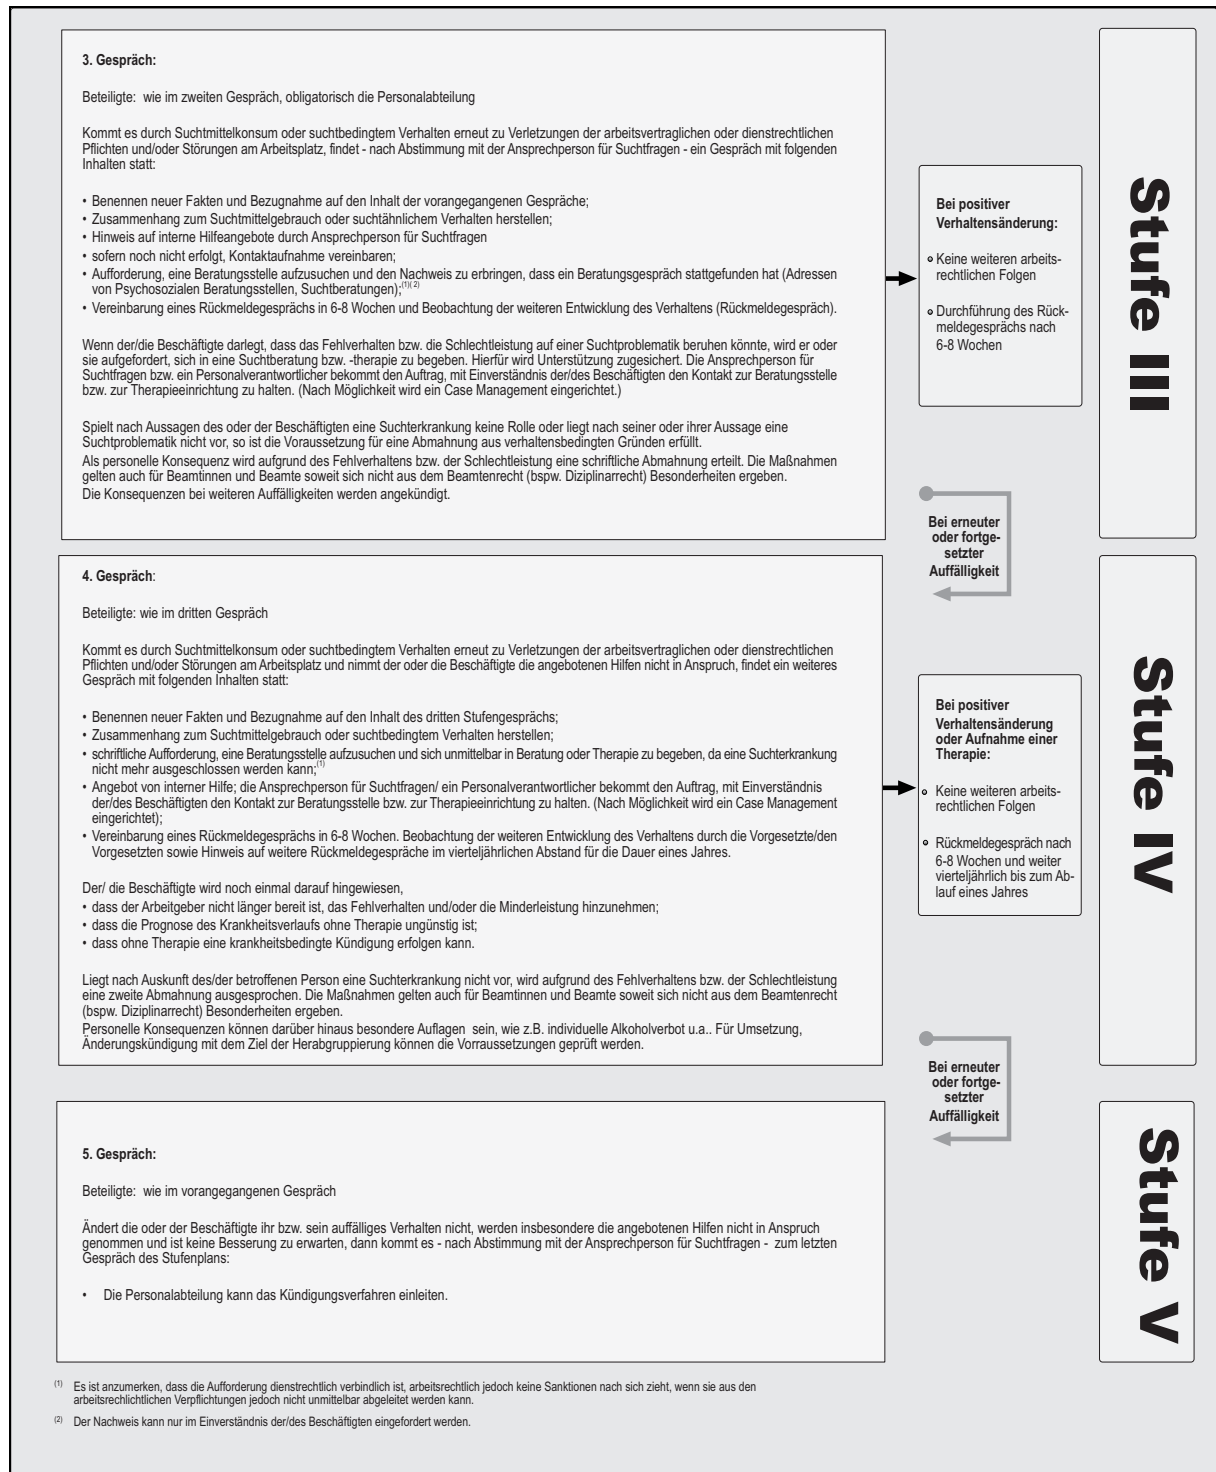 3. Gespräch:
Beteiligte: wie im zweiten Gespräch, obligatorisch die Personalabteilung
Kommt es durch Suchtmittelkonsum oder suchtbedingtem Verhalten erneut zu Verletzungen der arbeitsvertraglichen oder dienstrechtlichen
Pflichten und/oder Störungen am Arbeitsplatz, findet - nach Abstimmung mit der Ansprechperson für Suchtfragen - ein Gespräch mit folgenden
Inhalten statt:
• Benennen neuer Fakten und Bezugnahme auf den Inhalt der vorangegangenen Gespräche;
• Zusammenhang zum Suchtmittelgebrauch oder suchtähnlichem Verhalten herstellen;
• Hinweis auf interne Hilfeangebote durch Ansprechperson für Suchtfragen
• sofern noch nicht erfolgt, Kontaktaufnahme vereinbaren;
• Aufforderung, eine Beratungsstelle aufzusuchen und den Nachweis zu erbringen, dass ein Beratungsgespräch stattgefunden hat (Adressen
von Psychosozialen Beratungsstellen, Suchtberatungen);(1)( 2)
• Vereinbarung eines Rückmeldegesprächs in 6-8 Wochen und Beobachtung der weiteren Entwicklung des Verhaltens (Rückmeldegespräch).
Wenn der/die Beschäftigte darlegt, dass das Fehlverhalten bzw. die Schlechtleistung auf einer Suchtproblematik beruhen könnte, wird er oder
sie aufgefordert, sich in eine Suchtberatung bzw. -therapie zu begeben. Hierfür wird Unterstützung zugesichert. Die Ansprechperson für
Suchtfragen bzw. ein Personalverantwortlicher bekommt den Auftrag, mit Einverständnis der/des Beschäftigten den Kontakt zur Beratungsstelle
bzw. zur Therapieeinrichtung zu halten. (Nach Möglichkeit wird ein Case Management eingerichtet.)
Spielt nach Aussagen des oder der Beschäftigten eine Suchterkrankung keine Rolle oder liegt nach seiner oder ihrer Aussage eine
Suchtproblematik nicht vor, so ist die Voraussetzung für eine Abmahnung aus verhaltensbedingten Gründen erfüllt.
Als personelle Konsequenz wird aufgrund des Fehlverhaltens bzw. der Schlechtleistung eine schriftliche Abmahnung erteilt. Die Maßnahmen
gelten auch für Beamtinnen und Beamte soweit sich nicht aus dem Beamtenrecht (bspw. Diziplinarrecht) Besonderheiten ergeben.
Die Konsequenzen bei weiteren Auffälligkeiten werden angekündigt.
Bei positiver
Verhaltensänderung:
Keine weiteren arbeits-
rechtlichen Folgen
Durchführung des Rück-
meldegesprächs nach
6-8 Wochen
Stufe III
Bei erneuter
oder fortge-
setzter
Auffälligkeit
4. Gespräch:
Beteiligte: wie im dritten Gespräch
Kommt es durch Suchtmittelkonsum oder suchtbedingtem Verhalten erneut zu Verletzungen der arbeitsvertraglichen oder dienstrechtlichen
Pflichten und/oder Störungen am Arbeitsplatz und nimmt der oder die Beschäftigte die angebotenen Hilfen nicht in Anspruch, findet ein weiteres
Gespräch mit folgenden Inhalten statt:
• Benennen neuer Fakten und Bezugnahme auf den Inhalt des dritten Stufengesprächs;
• Zusammenhang zum Suchtmittelgebrauch oder suchtbedingtem Verhalten herstellen;
• schriftliche Aufforderung, eine Beratungsstelle aufzusuchen und sich unmittelbar in Beratung oder Therapie zu begeben, da eine Suchterkrankung
nicht mehr ausgeschlossen werden kann;(1)
• Angebot von interner Hilfe; die Ansprechperson für Suchtfragen/ ein Personalverantwortlicher bekommt den Auftrag, mit Einverständnis
der/des Beschäftigten den Kontakt zur Beratungsstelle bzw. zur Therapieeinrichtung zu halten. (Nach Möglichkeit wird ein Case Management
eingerichtet);
• Vereinbarung eines Rückmeldegesprächs in 6-8 Wochen. Beobachtung der weiteren Entwicklung des Verhaltens durch die Vorgesetzte/den
Vorgesetzten sowie Hinweis auf weitere Rückmeldegespräche im vierteljährlichen Abstand für die Dauer eines Jahres.
Der/ die Beschäftigte wird noch einmal darauf hingewiesen,
• dass der Arbeitgeber nicht länger bereit ist, das Fehlverhalten und/oder die Minderleistung hinzunehmen;
• dass die Prognose des Krankheitsverlaufs ohne Therapie ungünstig ist;
• dass ohne Therapie eine krankheitsbedingte Kündigung erfolgen kann.
Liegt nach Auskunft des/der betroffenen Person eine Suchterkrankung nicht vor, wird aufgrund des Fehlverhaltens bzw. der Schlechtleistung
eine zweite Abmahnung ausgesprochen. Die Maßnahmen gelten auch für Beamtinnen und Beamte soweit sich nicht aus dem Beamtenrecht
(bspw. Diziplinarrecht) Besonderheiten ergeben.
Personelle Konsequenzen können darüber hinaus besondere Auflagen sein, wie z.B. individuelle Alkoholverbot u.a.. Für Umsetzung,
Änderungskündigung mit dem Ziel der Herabgruppierung können die Vorraussetzungen geprüft werden.
Bei positiver
Verhaltensänderung
oder Aufnahme einer
Therapie:
Keine weiteren arbeits-
rechtlichen Folgen
Rückmeldegespräch nach
6-8 Wochen und weiter
vierteljährlich bis zum Ab-
lauf eines Jahres
Stufe IV
Bei erneuter
oder fortge-
setzter
Auffälligkeit
5. Gespräch:
Beteiligte: wie im vorangegangenen Gespräch
Ändert die oder der Beschäftigte ihr bzw. sein auffälliges Verhalten nicht, werden insbesondere die angebotenen Hilfen nicht in Anspruch
genommen und ist keine Besserung zu erwarten, dann kommt es - nach Abstimmung mit der Ansprechperson für Suchtfragen - zum letzten
Gespräch des Stufenplans:
• Die Personalabteilung kann das Kündigungsverfahren einleiten.
Stufe V
(1) Es ist anzumerken, dass die Aufforderung dienstrechtlich verbindlich ist, arbeitsrechtlich jedoch keine Sanktionen nach sich zieht, wenn sie aus den
arbeitsrechlichtlichen Verpflichtungen jedoch nicht unmittelbar abgeleitet werden kann.
(2) Der Nachweis kann nur im Einverständnis der/des Beschäftigten eingefordert werden.